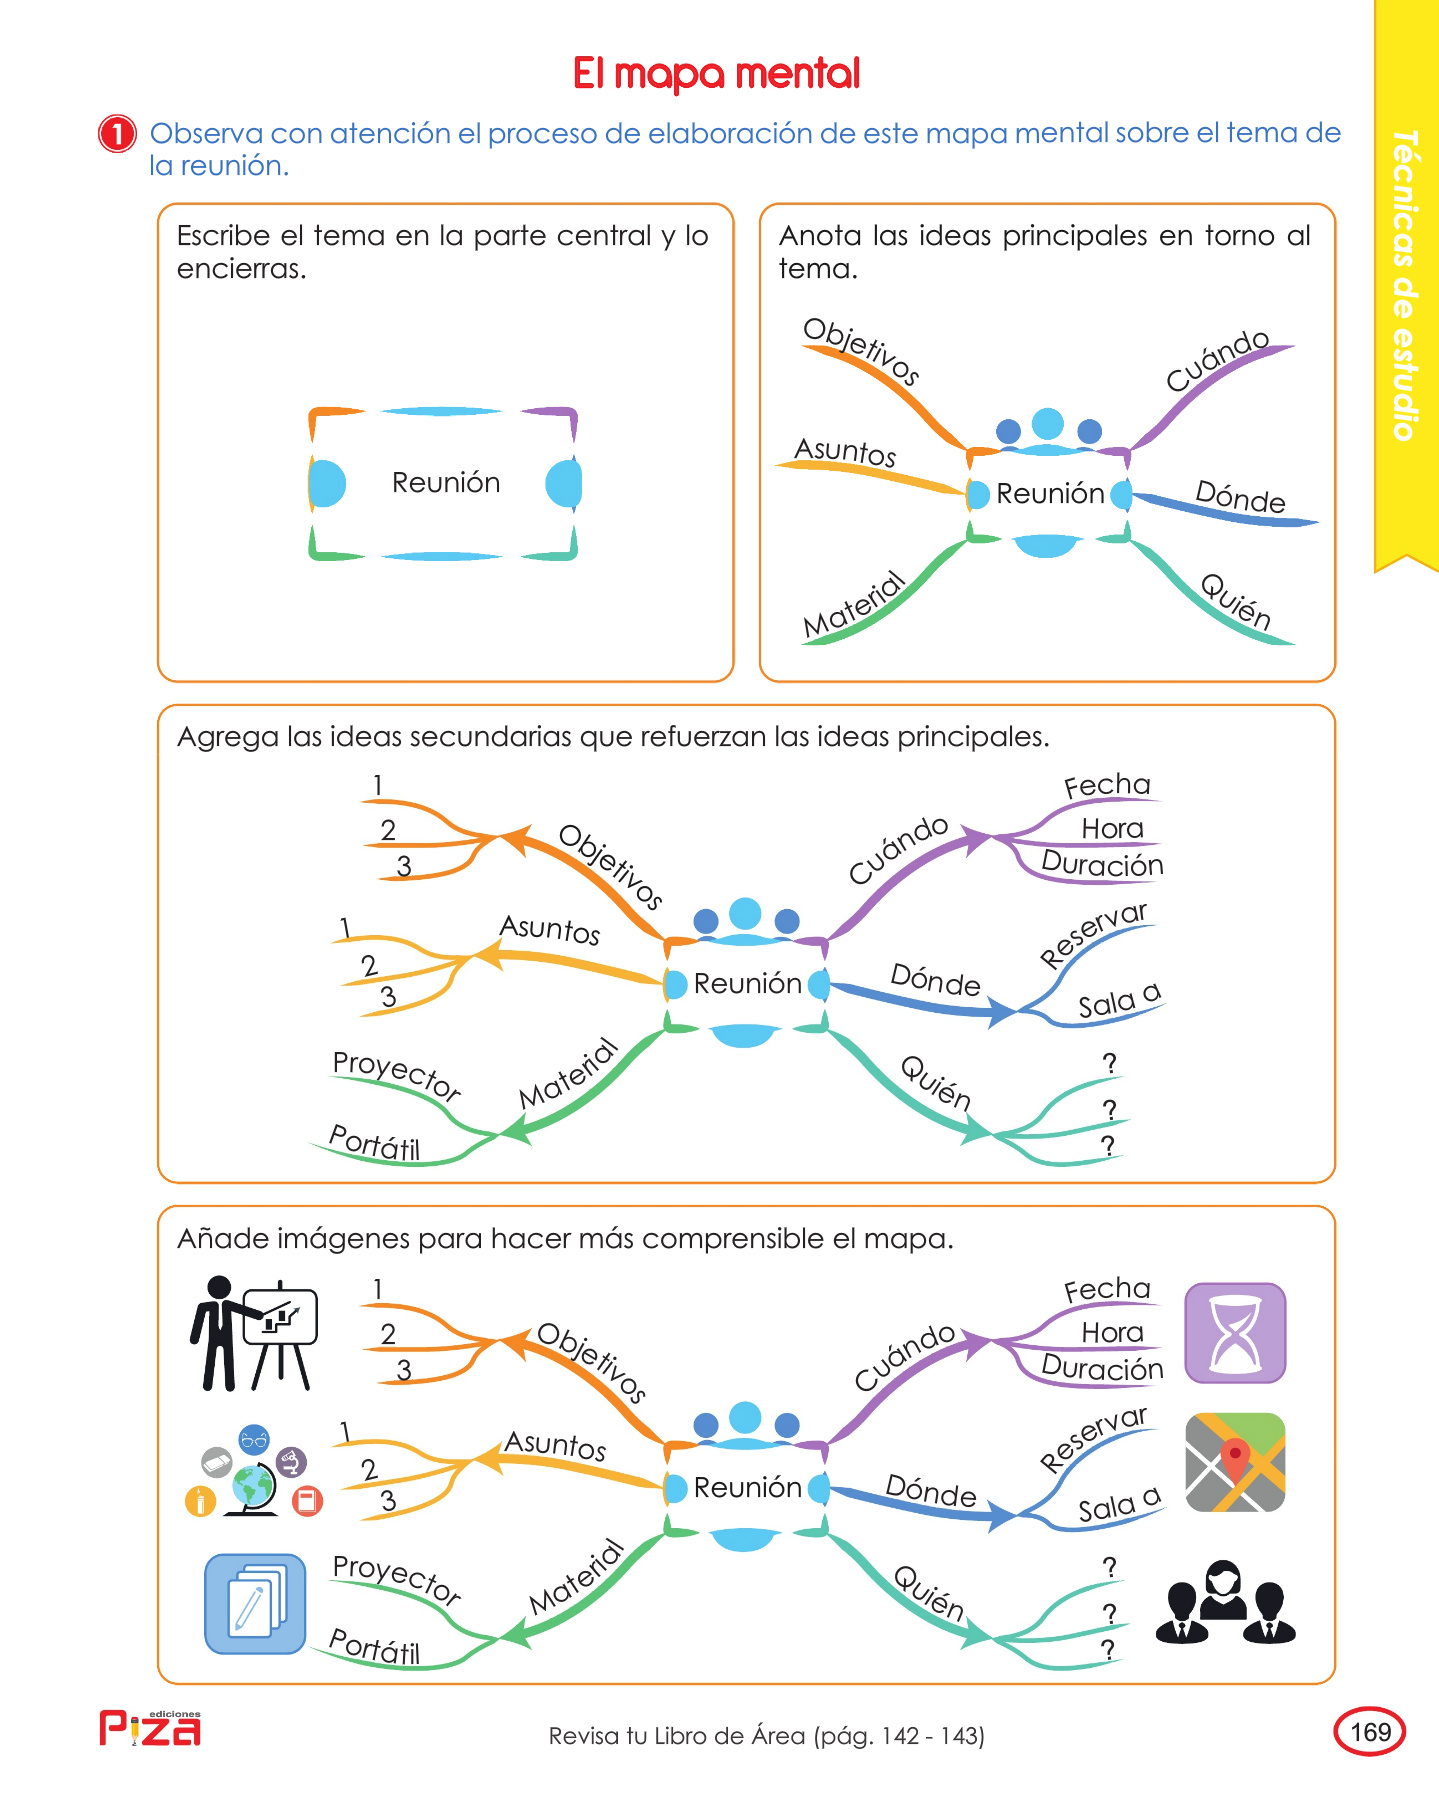 El mapa mental
1 Observa con atención el proceso de elaboración de este mapa mental sobre el tema de
la reunión.
Técnicas de estudio
Escribe el tema en la parte central y lo
encierras.
Reunión
Anota las ideas principales en torno al
tema.
Objetivos
Asuntos
Material
Reunión
Cuándo
Dónde
Quién
Agrega las ideas secundarias que refuerzan las ideas principales.
1
2
3
Objetivos
1
2
3
Asuntos
Proyector
Portátil
Material
Reunión
Cuándo
Fecha
Hora
Duración
Dónde
Reservar
Sala a
Quién
?
?
?
Añade imágenes para hacer más comprensible el mapa.
1
2
3
Objetivos
1
2
3
Asuntos
Proyector
Portátil
Material
Reunión
Cuándo
Fecha
Hora
Duración
Dónde
Reservar
Sala a
Quién
?
?
?
ediciones
Piza
Revisa tu Libro de Área (pág. 142 - 143)
169